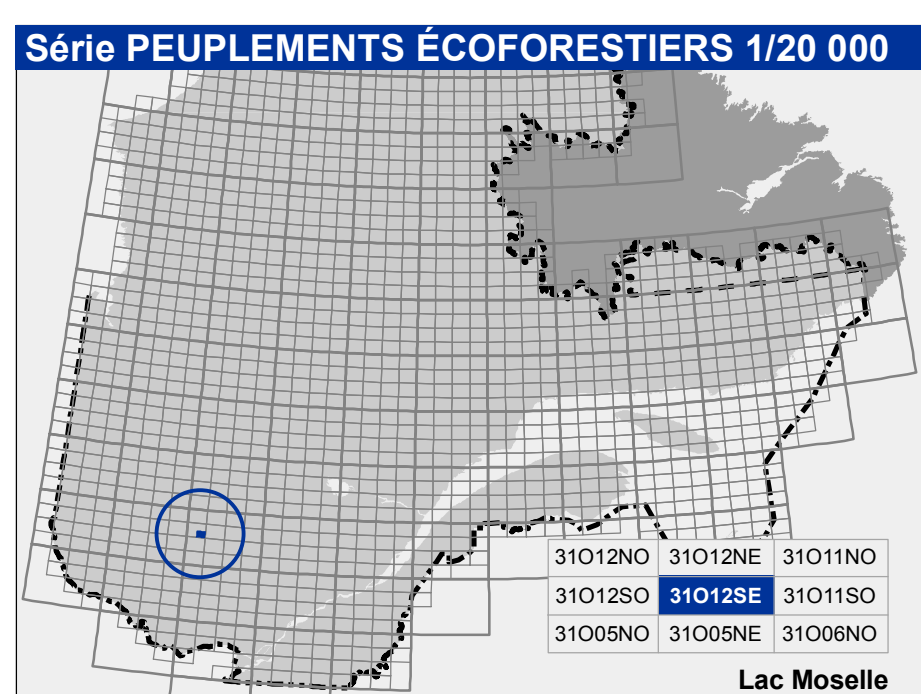 Série PEUPLEMENTS ÉCOFORESTIERS 1/20 000
31O12NO 31O12NE 31O11NO
31O12SO 31O12SE 31O11SO
31O05NO 31O05NE 31O06NO
Lac Moselle